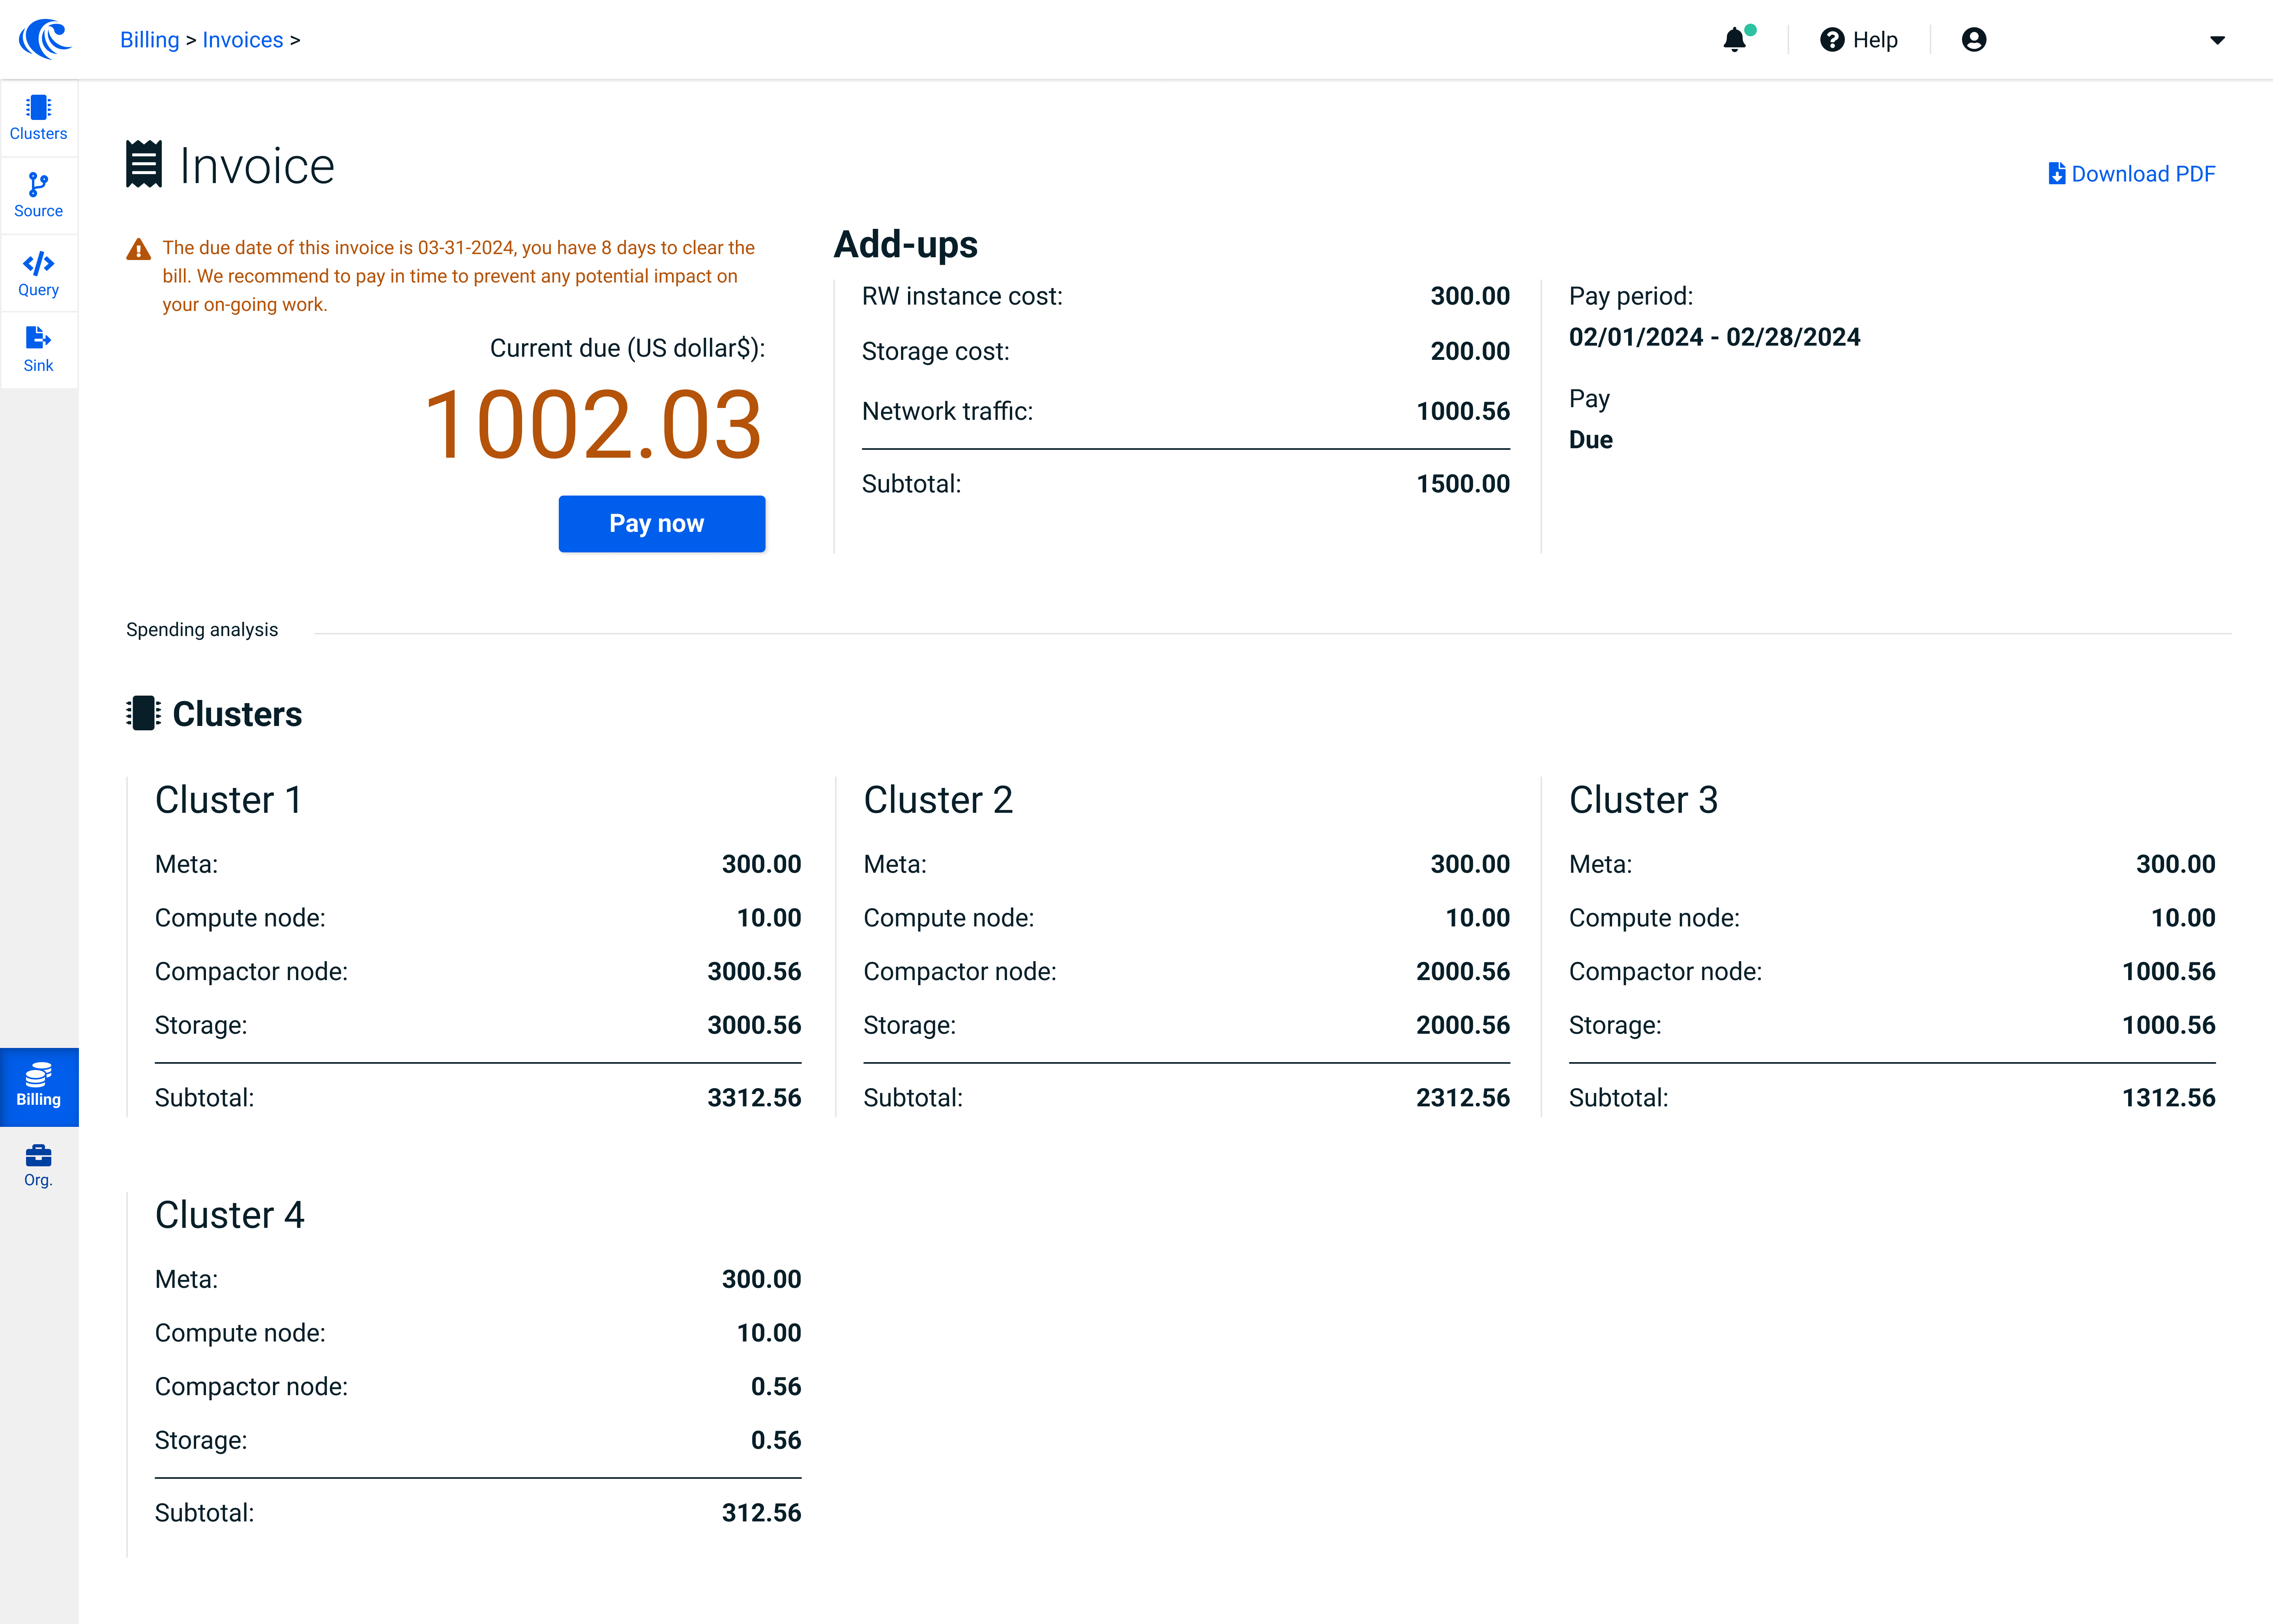 Billing > Invoices >
Help
Clusters
Source
Query
Sink
Billing
Org.
Invoice
Download PDF
The due date of this invoice is 03-31-2024, you have 8 days to clear the
bill. We recommend to pay in time to prevent any potential impact on
your on-going work.
Current due (US dollar$):
1002.03
Pay now
Add-ups
RW instance cost: 300.00
Storage cost: 200.00
Network traffic: 1000.56
Subtotal: 1500.00
Pay period:
02/01/2024 - 02/28/2024
Pay
Due
Spending analysis
Clusters
Cluster 1
Meta: 300.00
Compute node: 10.00
Compactor node: 3000.56
Storage: 3000.56
Subtotal: 3312.56
Cluster 2
Meta: 300.00
Compute node: 10.00
Compactor node: 2000.56
Storage: 2000.56
Subtotal: 2312.56
Cluster 3
Meta: 300.00
Compute node: 10.00
Compactor node: 1000.56
Storage: 1000.56
Subtotal: 1312.56
Cluster 4
Meta: 300.00
Compute node: 10.00
Compactor node: 0.56
Storage: 0.56
Subtotal: 312.56